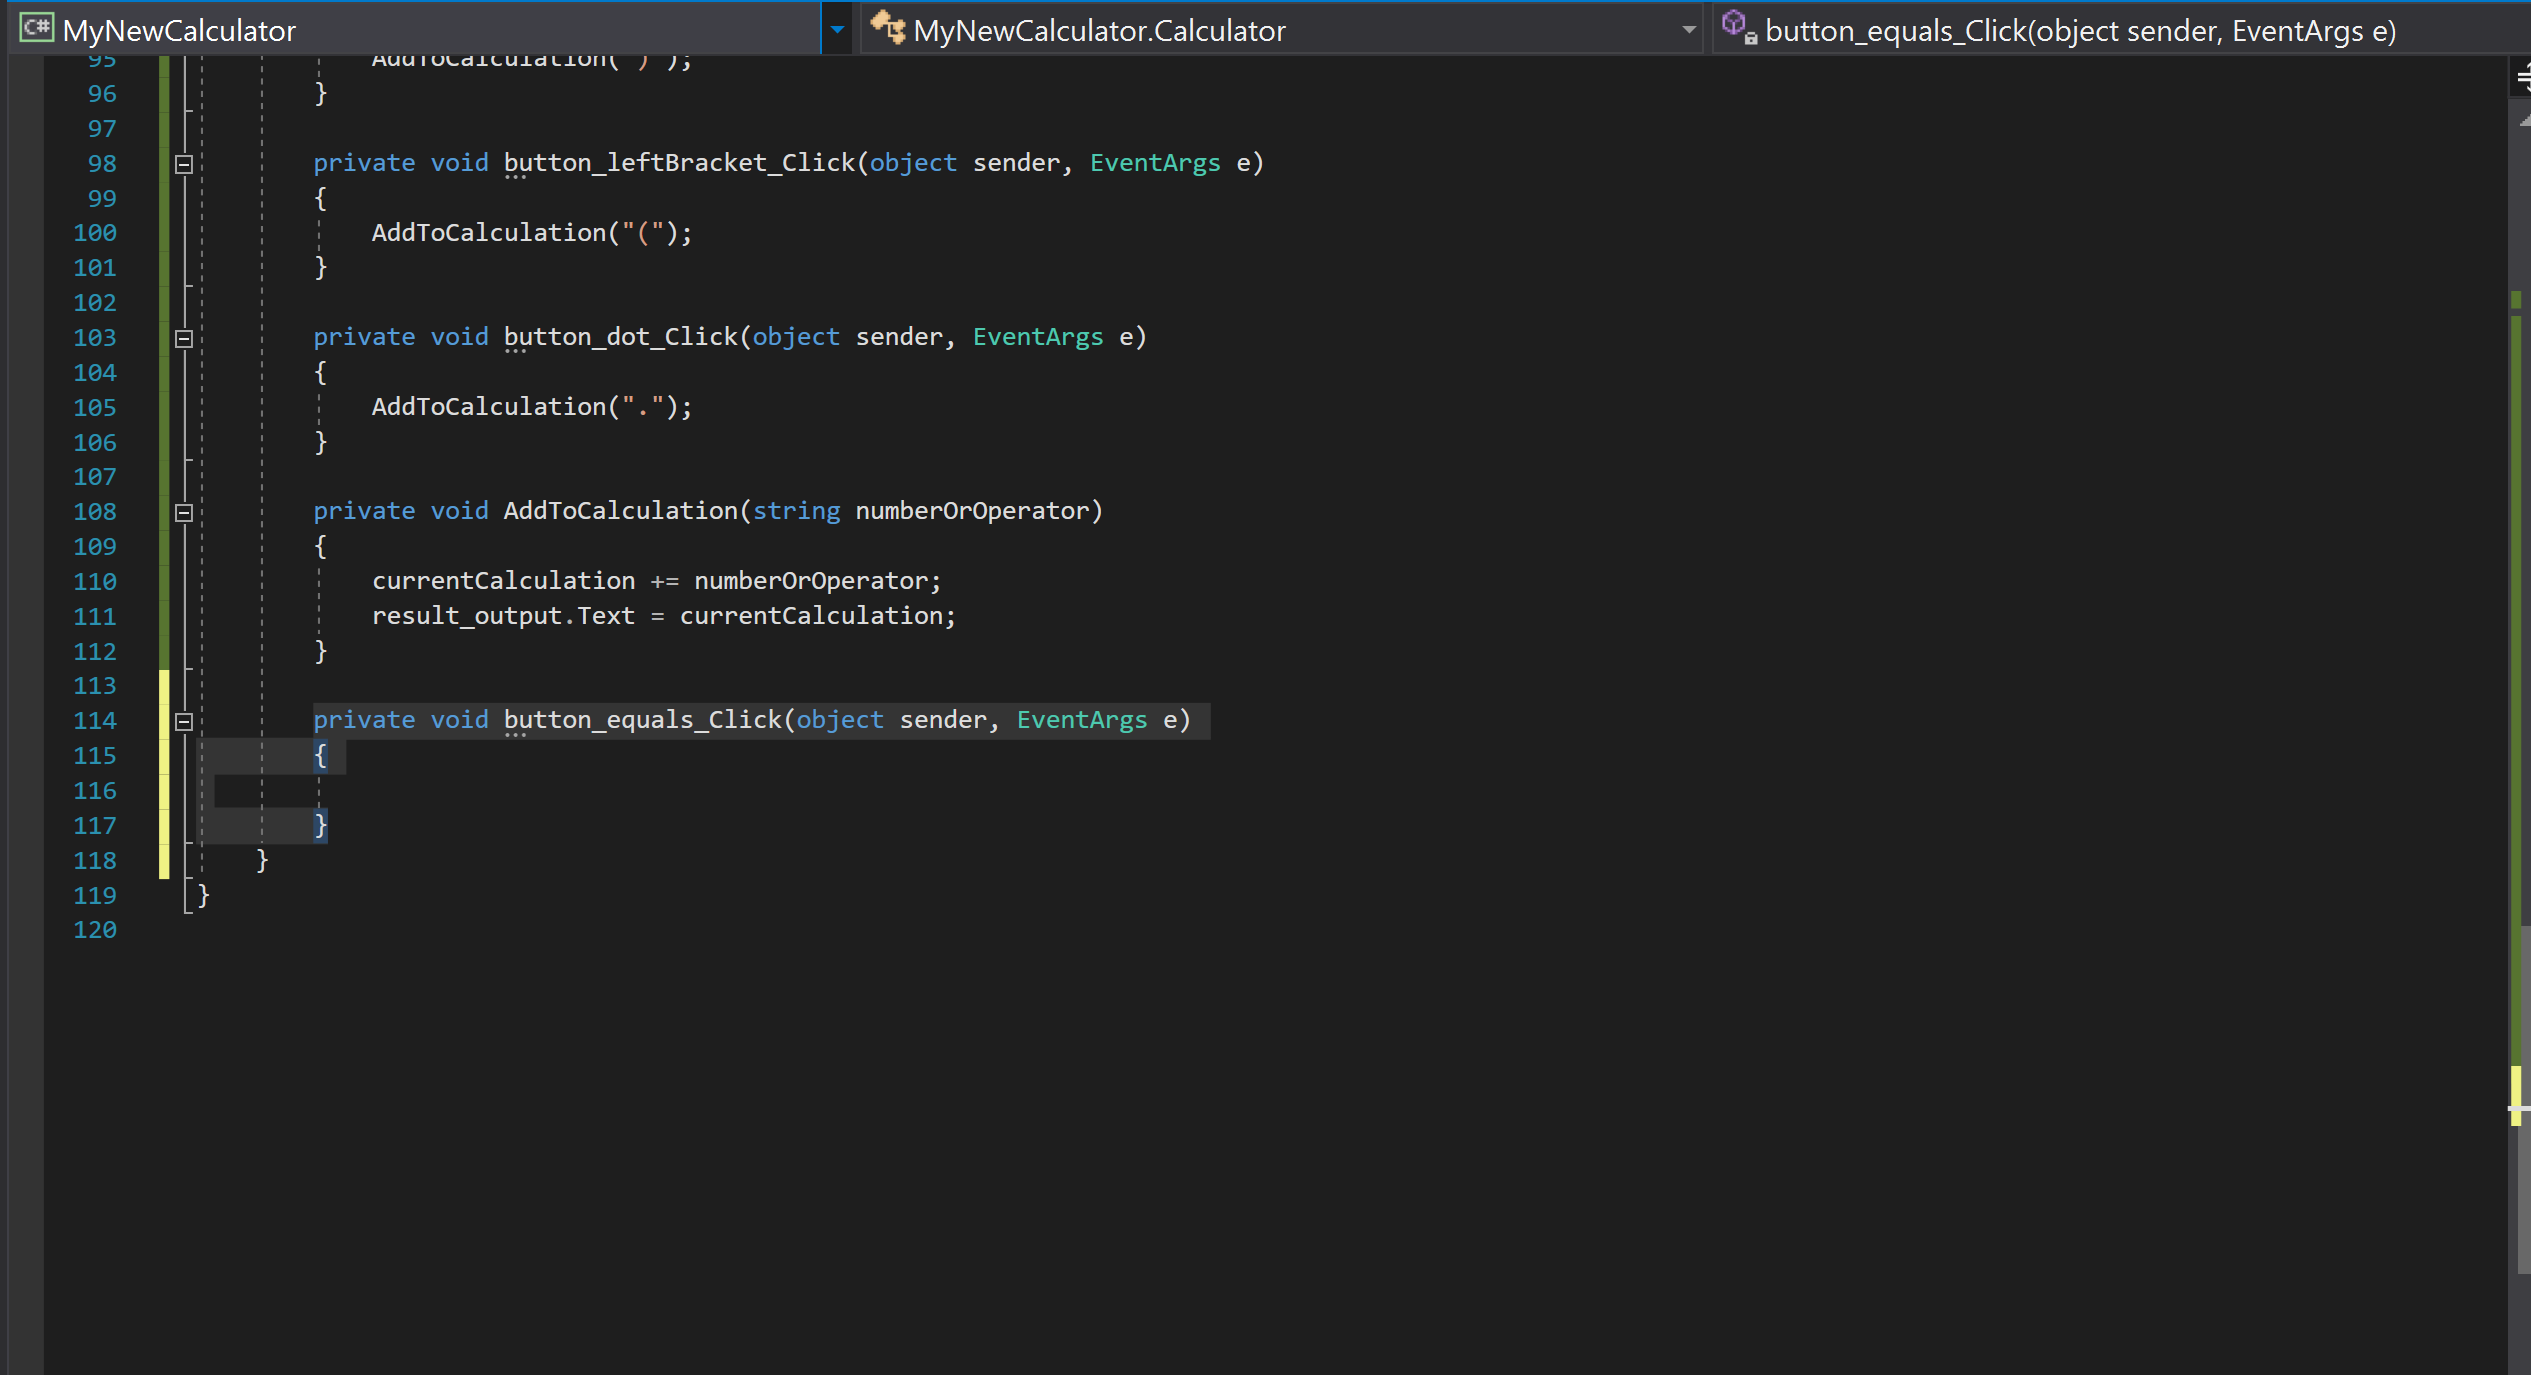 C# MyNewCalculator MyNewCalculator.Calculator button_equals_Click(object sender, EventArgs e)
95 AddToCalculation(")");
96 }
97
98 private void button_leftBracket_Click(object sender, EventArgs e)
99 {
100 AddToCalculation("(");
101 }
102
103 private void button_dot_Click(object sender, EventArgs e)
104 {
105 AddToCalculation(".");
106 }
107
108 private void AddToCalculation(string numberOrOperator)
109 {
110 currentCalculation += numberOrOperator;
111 result_output.Text = currentCalculation;
112 }
113
114 private void button_equals_Click(object sender, EventArgs e)
115 {
116
117 }
118 }
119 }
120